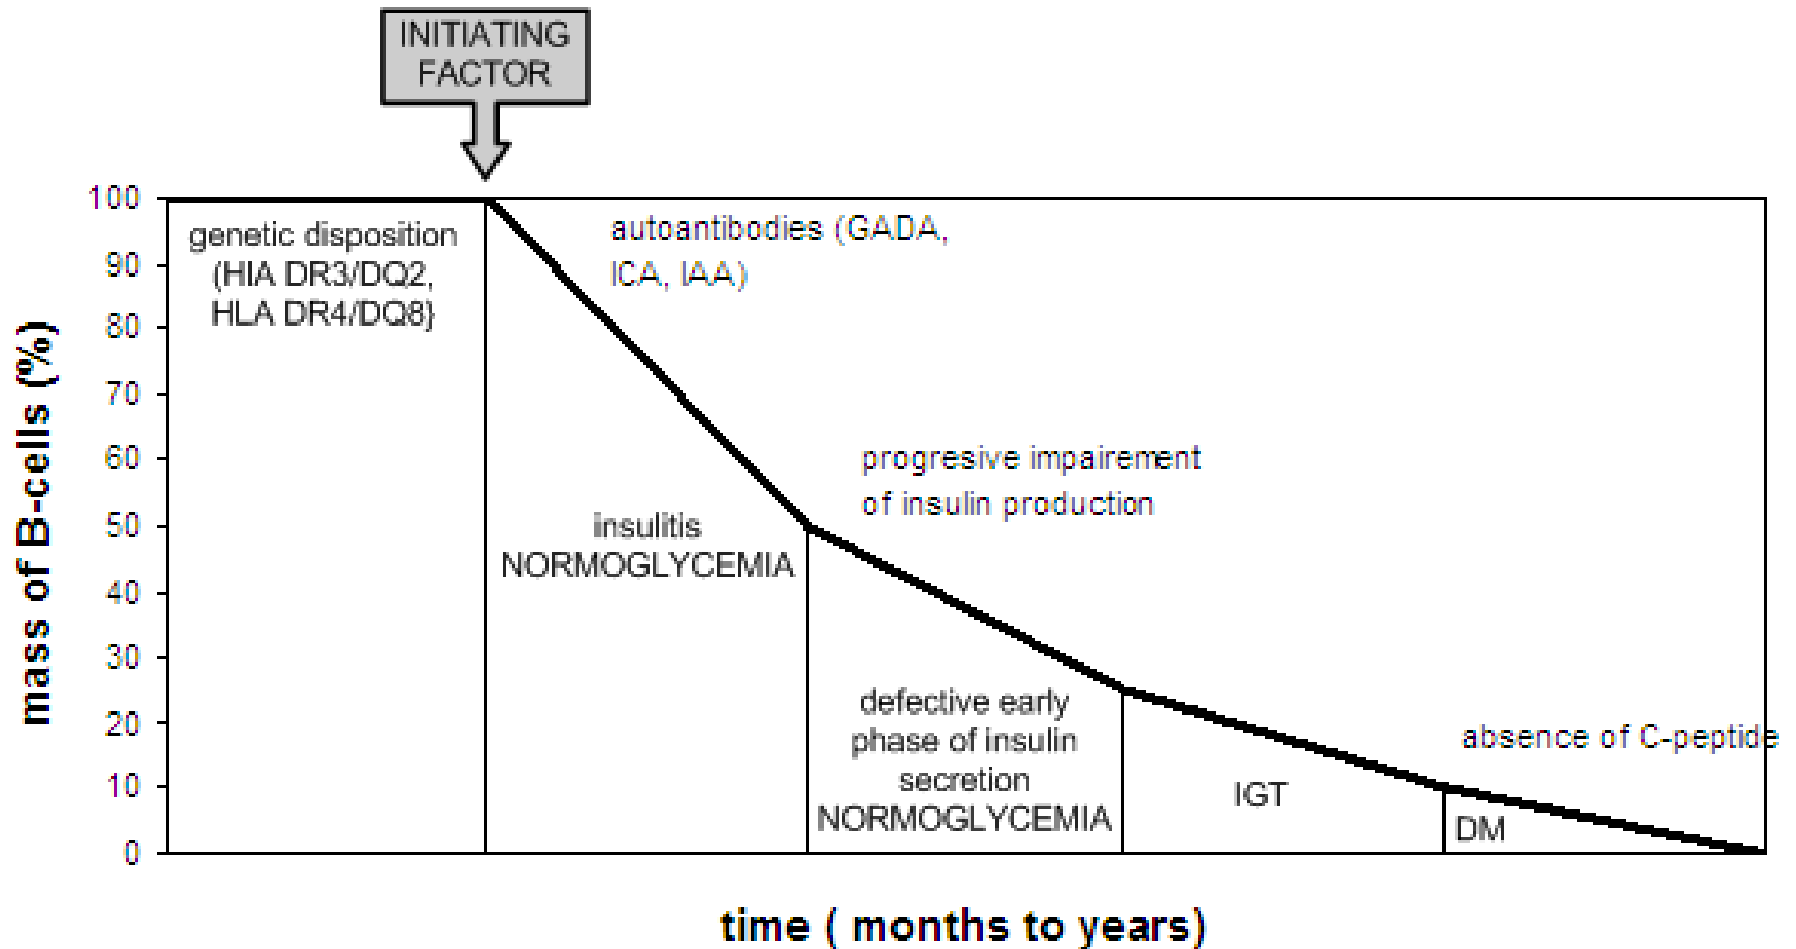 INITIATING
FACTOR
100
90
80
70
60
50
40
30
20
10
0
mass of B-cells (%)
genetic disposition
(HIA DR3/DQ2,
HLA DR4/DQ8)
autoantibodies (GADA,
ICA, IAA)
insulitis
NORMOGLYCEMIA
progresive impairement
of insulin production
defective early
phase of insulin
secretion
NORMOGLYCEMIA
IGT
absence of C-peptide
DM
time ( months to years)